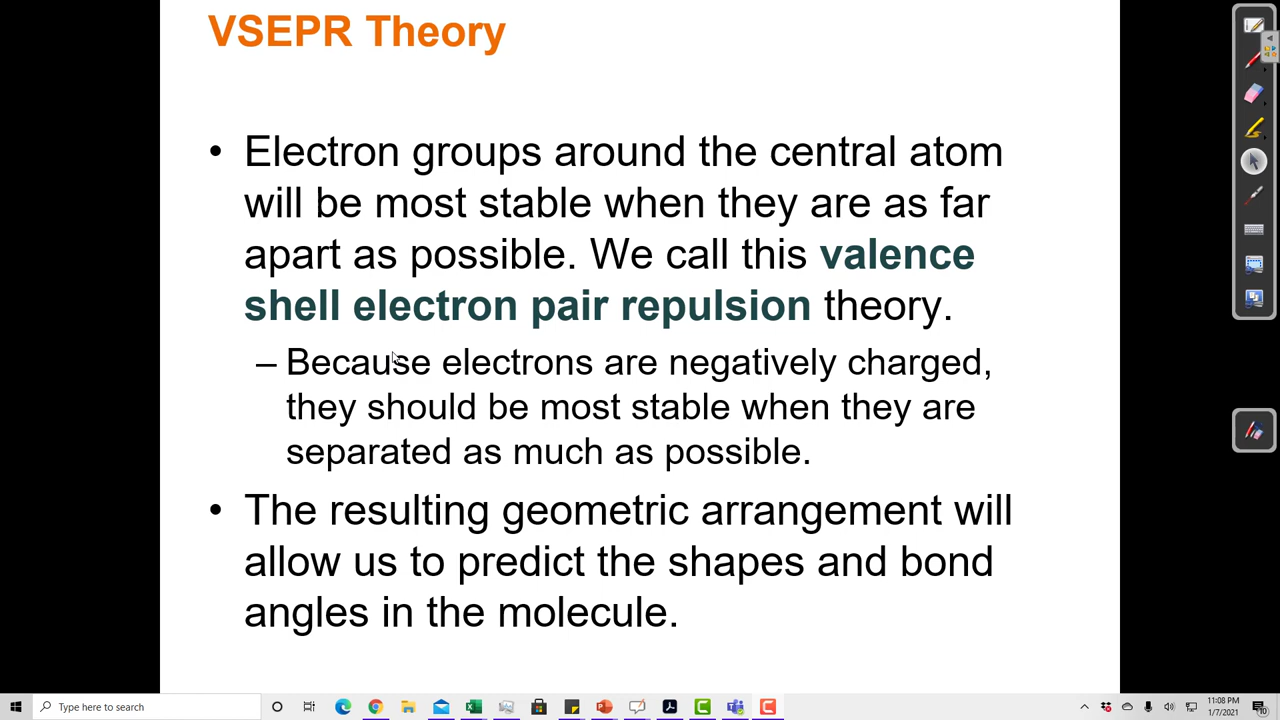 VSEPR Theory
• Electron groups around the central atom
will be most stable when they are as far
apart as possible. We call this valence
shell electron pair repulsion theory.
– Because electrons are negatively charged,
they should be most stable when they are
separated as much as possible.
• The resulting geometric arrangement will
allow us to predict the shapes and bond
angles in the molecule.
Type here to search
11:08 PM
1/7/2021